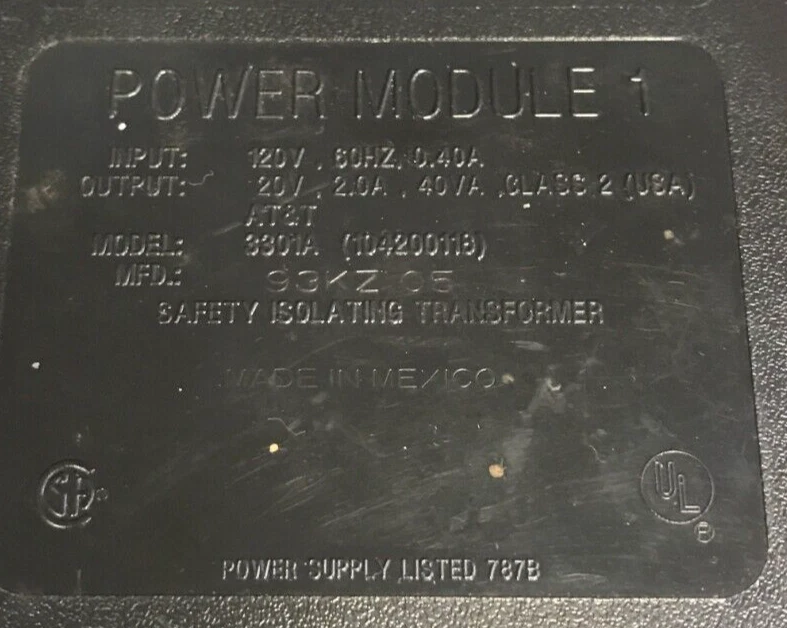 POWER MODULE 1
INPUT: 120V , 60HZ, 0.40A
OUTPUT: 20V , 2.0A , 40VA ,CLASS 2 (USA)
AT&T
MODEL: 3301A (104200118)
MFD.: 93KZ 05
SAFETY ISOLATING TRANSFORMER
MADE IN MEXICO
SA®
UL
POWER SUPPLY LISTED 787B